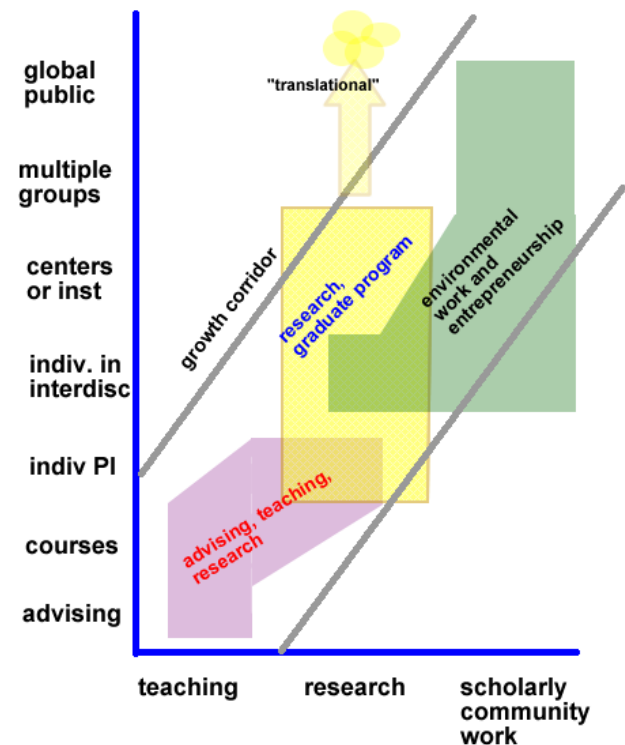 global
public
"translational"
multiple
groups
centers
or inst
growth corridor
research,
graduate program
environmental
work and
entrepreneurship
indiv. in
interdisc
indiv PI
advising, teaching,
research
courses
advising
teaching
research
scholarly
community
work